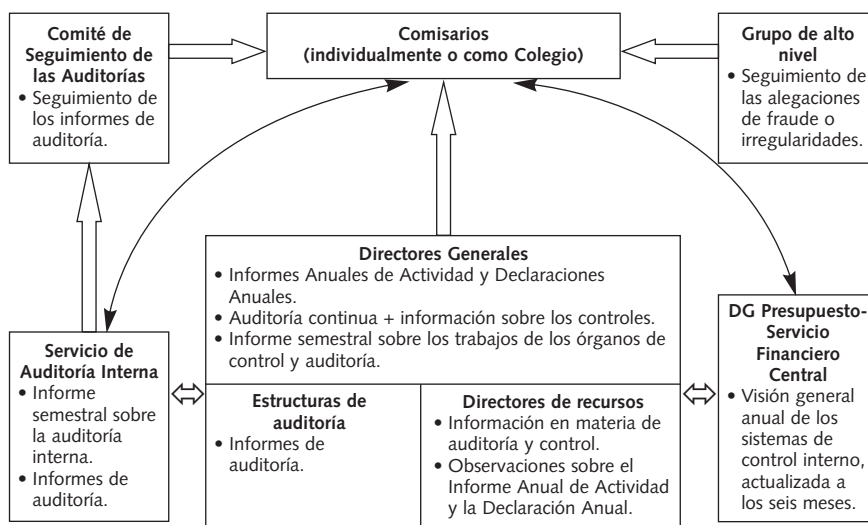 Comité de
Seguimiento de
las Auditorías
• Seguimiento de
los informes de
auditoría.
Comisarios
(individualmente o como Colegio)
Grupo de alto
nivel
• Seguimiento de
las alegaciones
de fraude o
irregularidades.
Directores Generales
• Informes Anuales de Actividad y Declaraciones
Anuales.
• Auditoría continua + información sobre los controles.
• Informe semestral sobre los trabajos de los órganos de
control y auditoría.
Servicio de
Auditoría Interna
• Informe
semestral sobre
la auditoría
interna.
• Informes de
auditoría.
Estructuras de
auditoría
• Informes de
auditoría.
Directores de recursos
• Información en materia de
auditoría y control.
• Observaciones sobre el
Informe Anual de Actividad
y la Declaración Anual.
DG Presupuesto-
Servicio
Financiero
Central
• Visión general
anual de los
sistemas de
control interno,
actualizada a
los seis meses.